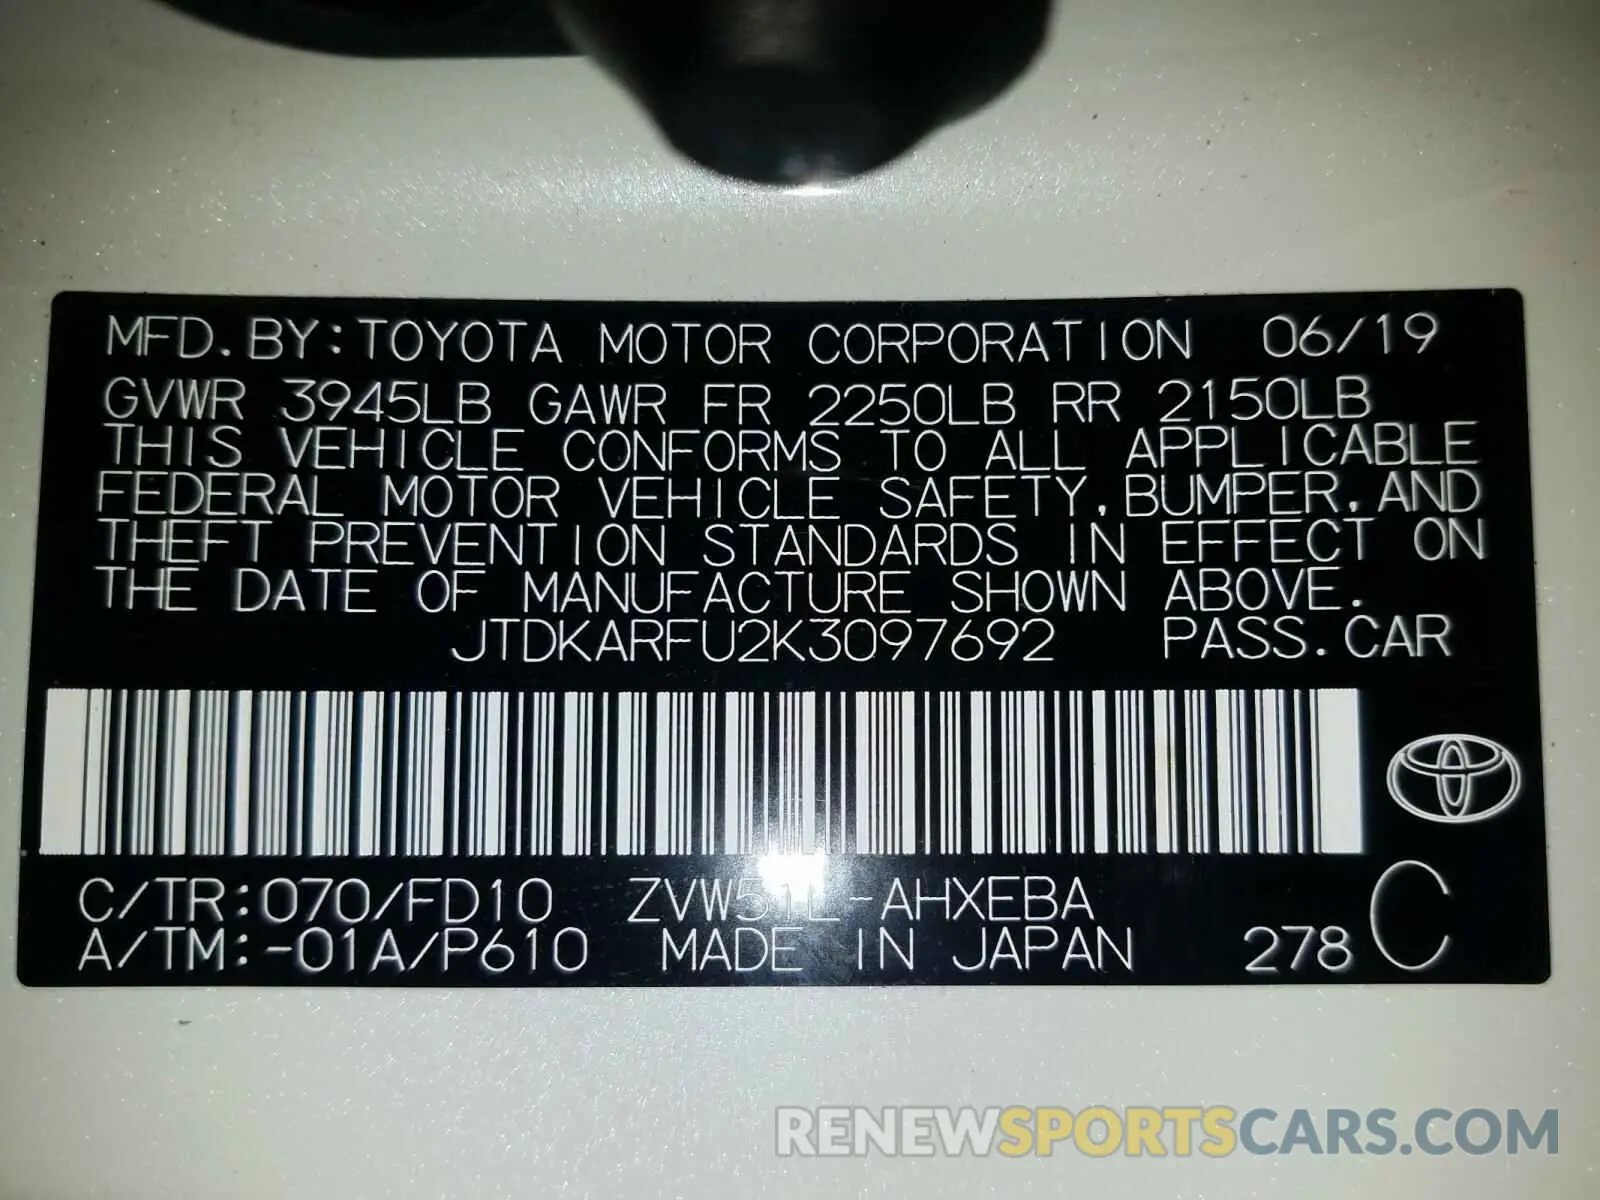 MFD. BY: TOYOTA MOTOR CORPORATION 06/19
GVWR 3945LB GAWR FR 2250LB RR 2150LB
THIS VEHICLE CONFORMS TO ALL APPLICABLE
FEDERAL MOTOR VEHICLE SAFETY, BUMPER, AND
THEFT PREVENTION STANDARDS IN EFFECT ON
THE DATE OF MANUFACTURE SHOWN ABOVE.
JTDKARFU2K3097692 PASS. CAR
C/TR: 070/FD10 ZVW51L-AHXEBA C
A/TM: -01A/P610 MADE IN JAPAN 278
RENEWSPORTSCARS.COM